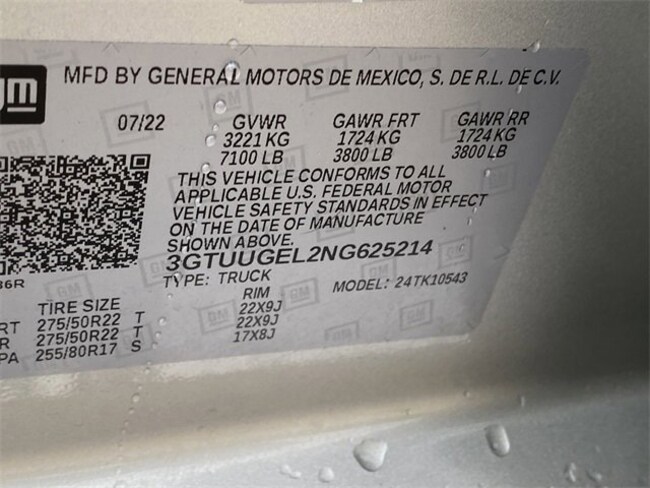 gm
MFD BY GENERAL MOTORS DE MEXICO, S. DE R.L. DE C.V.
07/22 GVWR GAWR FRT GAWR RR
3221 KG 1724 KG 1724 KG
7100 LB 3800 LB 3800 LB
THIS VEHICLE CONFORMS TO ALL
APPLICABLE U.S. FEDERAL MOTOR
VEHICLE SAFETY STANDARDS IN EFFECT
ON THE DATE OF MANUFACTURE
SHOWN ABOVE.
3GTUUGEL2NG625214
TYPE: TRUCK MODEL: 24TK10543
36R
TIRE SIZE RIM
RT 275/50R22 T 22X9J
R 275/50R22 T 22X9J
PA 255/80R17 S 17X8J